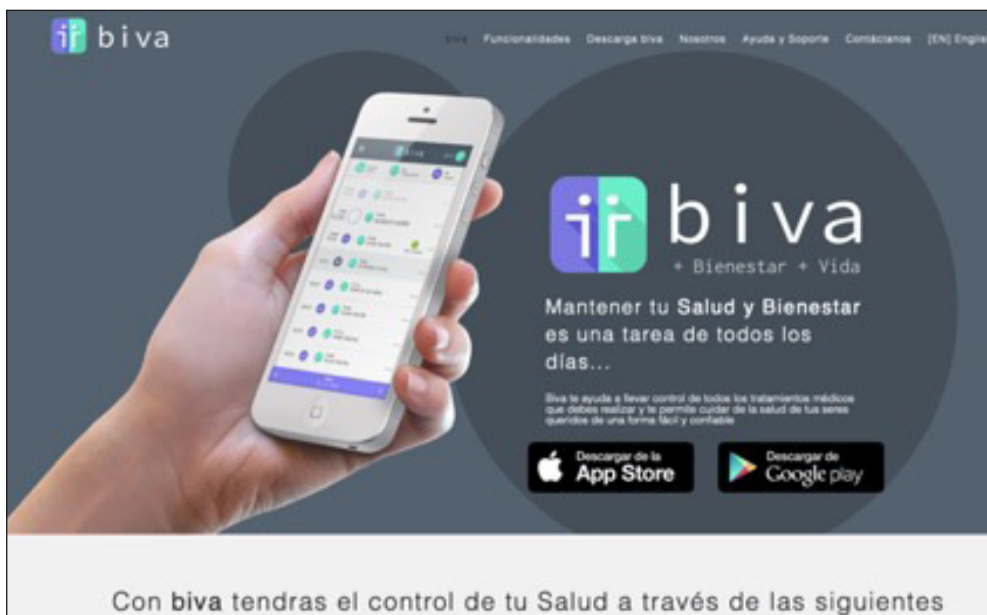 biva
biva Funcionalidades Descarga biva Nosotros Ayuda y Soporte Contáctanos [EN] Englis
biva
+ Bienestar + Vida
Mantener tu Salud y Bienestar
es una tarea de todos los
días...
Biva te ayuda a llevar control de todos los tratamientos médicos
que debes realizar y te permite cuidar de la salud de tus seres
queridos de una forma fácil y confiable
Descargar de la
App Store
Descargar de
Google play
Con biva tendras el control de tu Salud a través de las siguientes